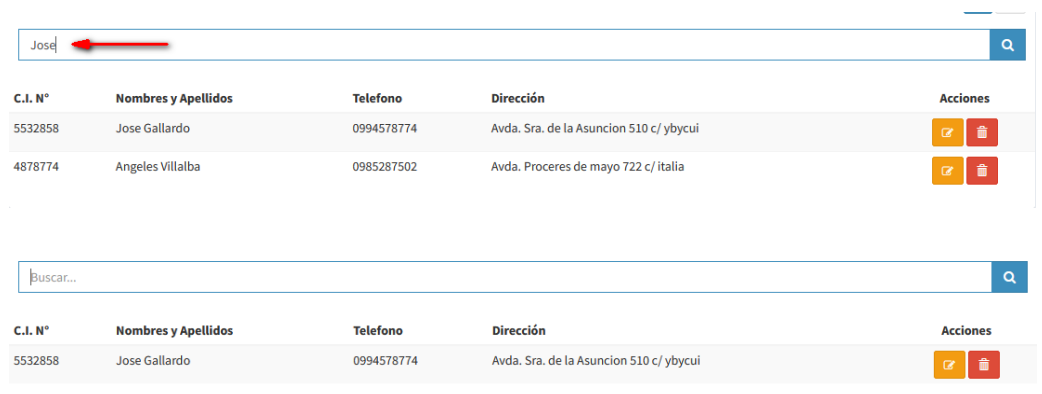 Jose
C.I. N° Nombres y Apellidos Telefono Dirección Acciones
5532858 Jose Gallardo 0994578774 Avda. Sra. de la Asuncion 510 c/ ybycui
4878774 Angeles Villalba 0985287502 Avda. Proceres de mayo 722 c/ italia
Buscar...
C.I. N° Nombres y Apellidos Telefono Dirección Acciones
5532858 Jose Gallardo 0994578774 Avda. Sra. de la Asuncion 510 c/ ybycui